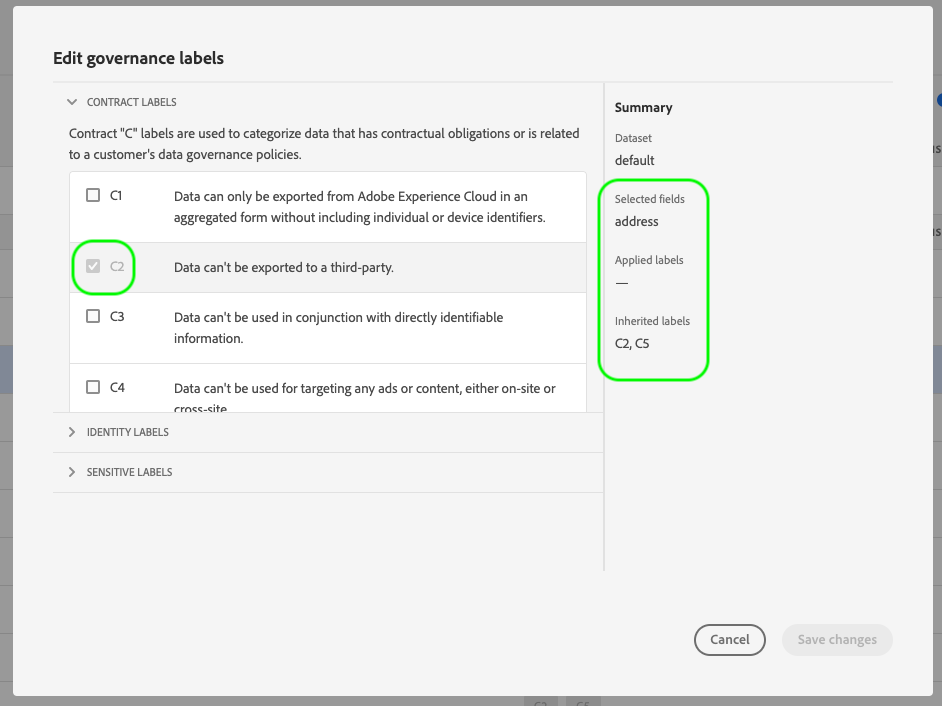 Edit governance labels
CONTRACT LABELS
Contract "C" labels are used to categorize data that has contractual obligations or is related
to a customer's data governance policies.
C1 Data can only be exported from Adobe Experience Cloud in an
aggregated form without including individual or device identifiers.
C2 Data can't be exported to a third-party.
C3 Data can't be used in conjunction with directly identifiable
information.
C4 Data can't be used for targeting any ads or content, either on-site or
cross-site
IDENTITY LABELS
SENSITIVE LABELS
Summary
Dataset
default
Selected fields
address
Applied labels
—
Inherited labels
C2, C5
Cancel
Save changes